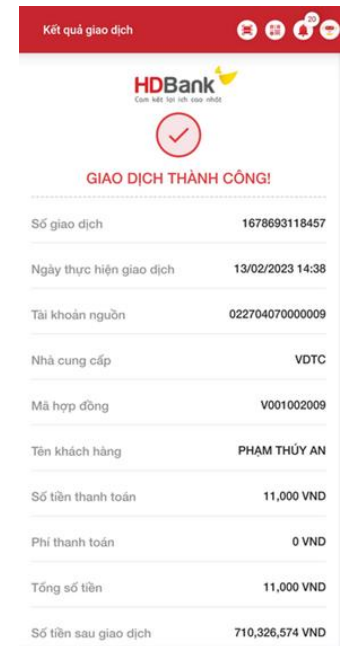 Kết quả giao dịch
20
HDBank
Cam kết lợi ích cao nhất
GIAO DỊCH THÀNH CÔNG!
Số giao dịch 1678693118457
Ngày thực hiện giao dịch 13/02/2023 14:38
Tài khoản nguồn 022704070000009
Nhà cung cấp VDTC
Mã hợp đồng V001002009
Tên khách hàng PHẠM THÚY AN
Số tiền thanh toán 11,000 VND
Phí thanh toán 0 VND
Tổng số tiền 11,000 VND
Số tiền sau giao dịch 710,326,574 VND